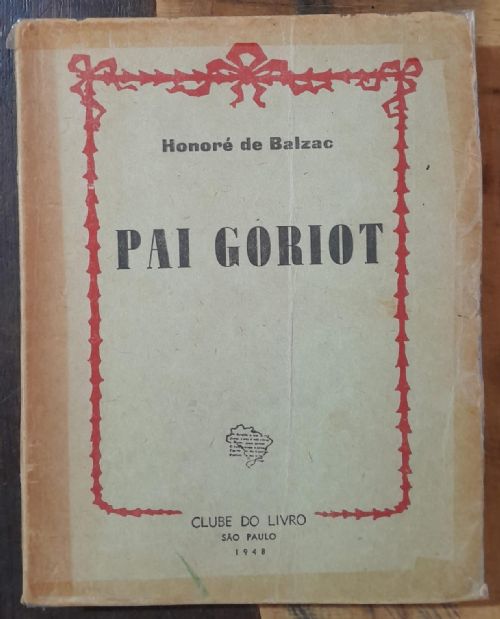 Honoré de Balzac
PAI GORIOT
CLUBE DO LIVRO
SÃO PAULO
1948